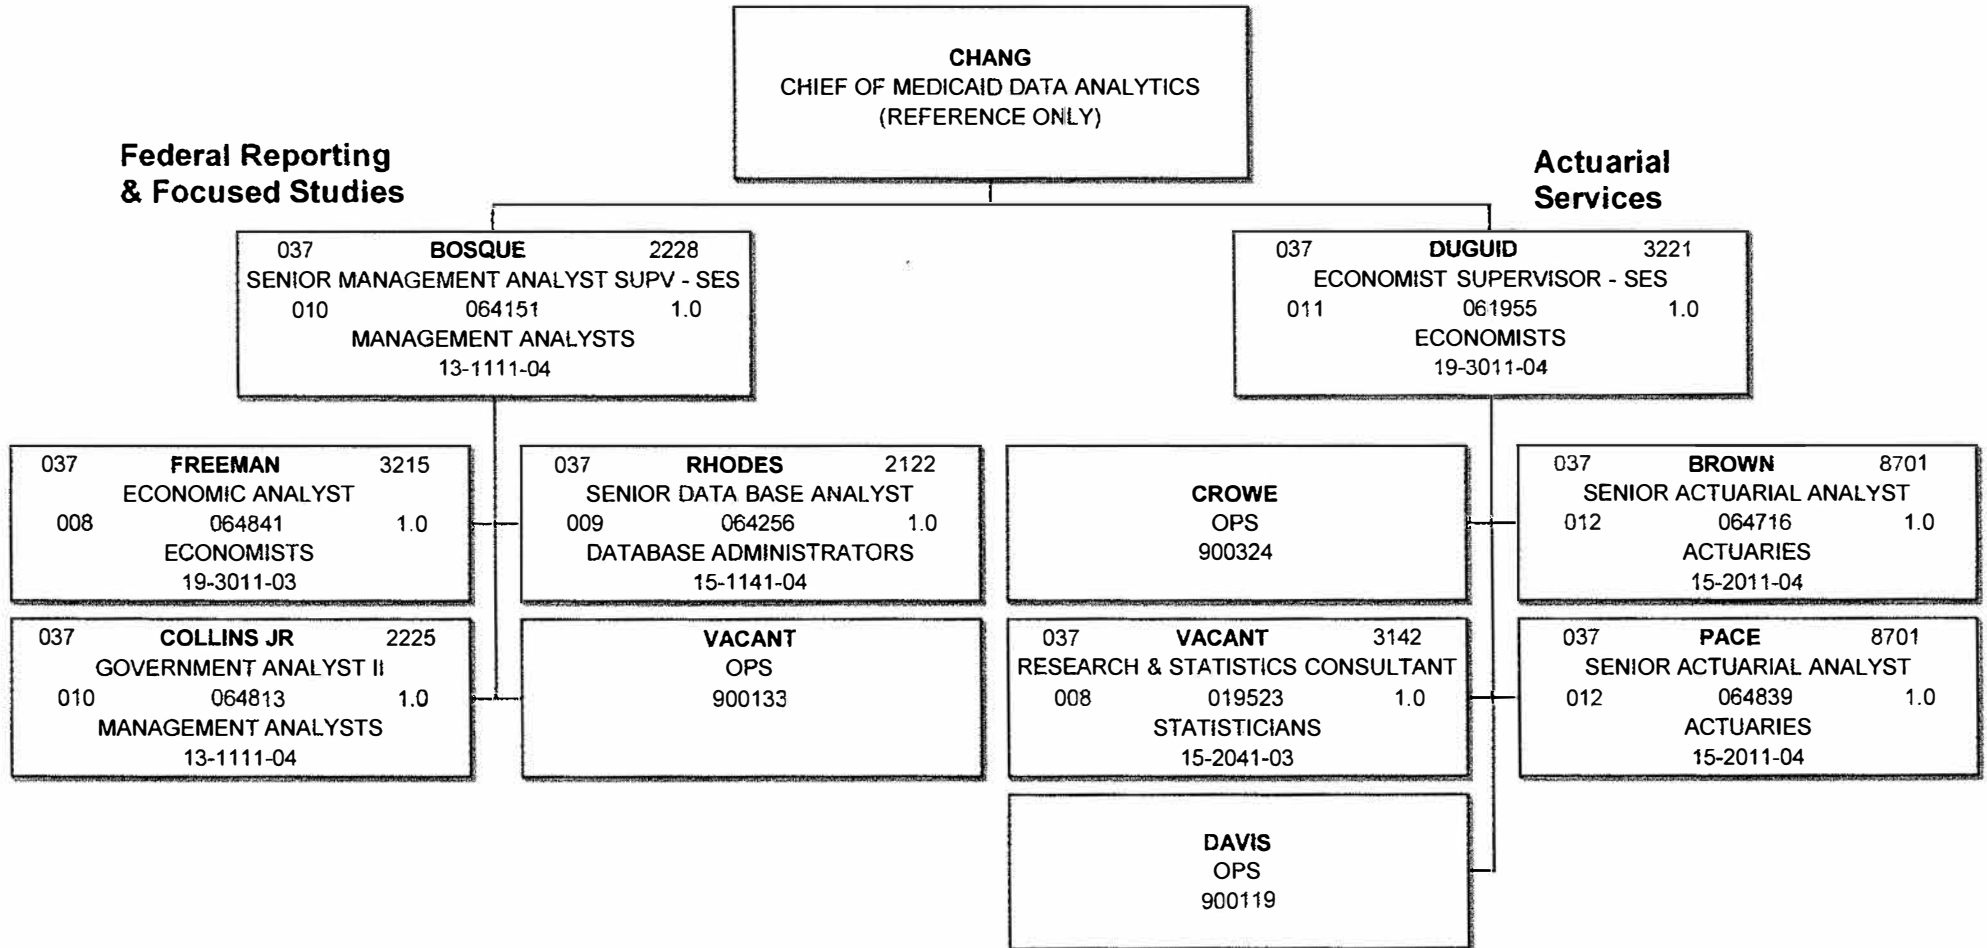 CHANG
CHIEF OF MEDICAID DATA ANALYTICS
(REFERENCE ONLY)
Federal Reporting
& Focused Studies
Actuarial
Services
037 BOSQUE 2228
SENIOR MANAGEMENT ANALYST SUPV - SES
010 064151 1.0
MANAGEMENT ANALYSTS
13-1111-04
037 DUGUID 3221
ECONOMIST SUPERVISOR - SES
011 061955 1.0
ECONOMISTS
19-3011-04
037 FREEMAN 3215
ECONOMIC ANALYST
008 064841 1.0
ECONOMISTS
19-3011-03
037 RHODES 2122
SENIOR DATA BASE ANALYST
009 064256 1.0
DATABASE ADMINISTRATORS
15-1141-04
CROWE
OPS
900324
037 BROWN 8701
SENIOR ACTUARIAL ANALYST
012 064716 1.0
ACTUARIES
15-2011-04
037 COLLINS JR 2225
GOVERNMENT ANALYST II
010 064813 1.0
MANAGEMENT ANALYSTS
13-1111-04
VACANT
OPS
900133
037 VACANT 3142
RESEARCH & STATISTICS CONSULTANT
008 019523 1.0
STATISTICIANS
15-2041-03
037 PACE 8701
SENIOR ACTUARIAL ANALYST
012 064839 1.0
ACTUARIES
15-2011-04
DAVIS
OPS
900119